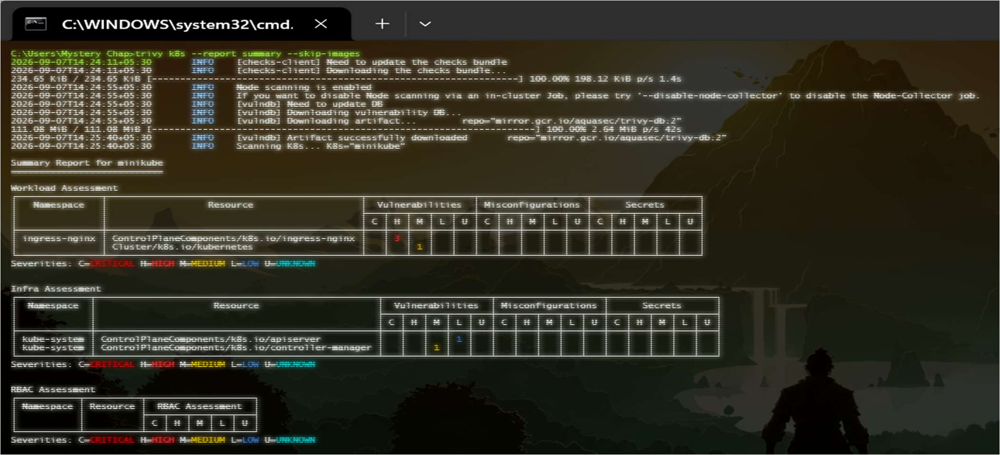 C:\WINDOWS\system32\cmd.
C:\Users\Mystery Chap>trivy k8s --report summary --skip-images
2026-09-07T14:24:11+05:30 INFO [checks-client] Need to update the checks bundle
2026-09-07T14:24:11+05:30 INFO [checks-client] Downloading the checks bundle...
234.65 KiB / 234.65 KiB [-----------------------------------------------------------------] 100.00% 198.12 KiB p/s 1.4s
2026-09-07T14:24:55+05:30 INFO Node scanning is enabled
2026-09-07T14:24:55+05:30 INFO If you want to disable Node scanning via an in-cluster Job, please try '--disable-node-collector' to disable the Node-Collector job.
2026-09-07T14:24:55+05:30 INFO [vulndb] Need to update DB
2026-09-07T14:24:55+05:30 INFO [vulndb] Downloading vulnerability DB...
2026-09-07T14:24:55+05:30 INFO [vulndb] Downloading artifact... repo="mirror.gcr.io/aquasec/trivy-db:2"
111.08 MiB / 111.08 MiB [--------------------------------------------------------------------] 100.00% 2.64 MiB p/s 42s
2026-09-07T14:25:40+05:30 INFO [vulndb] Artifact successfully downloaded repo="mirror.gcr.io/aquasec/trivy-db:2"
2026-09-07T14:25:40+05:30 INFO Scanning K8s... K8s="minikube"
Summary Report for minikube
===========================
Workload Assessment
Namespace Resource Vulnerabilities Misconfigurations Secrets
C H M L U C H M L U C H M L U
ingress-nginx ControlPlaneComponents/k8s.io/ingress-nginx 3
Cluster/k8s.io/kubernetes 1
Severities: C=CRITICAL H=HIGH M=MEDIUM L=LOW U=UNKNOWN
Infra Assessment
Namespace Resource Vulnerabilities Misconfigurations Secrets
C H M L U C H M L U C H M L U
kube-system ControlPlaneComponents/k8s.io/apiserver 1
kube-system ControlPlaneComponents/k8s.io/controller-manager 1
Severities: C=CRITICAL H=HIGH M=MEDIUM L=LOW U=UNKNOWN
RBAC Assessment
Namespace Resource RBAC Assessment
C H M L U
Severities: C=CRITICAL H=HIGH M=MEDIUM L=LOW U=UNKNOWN